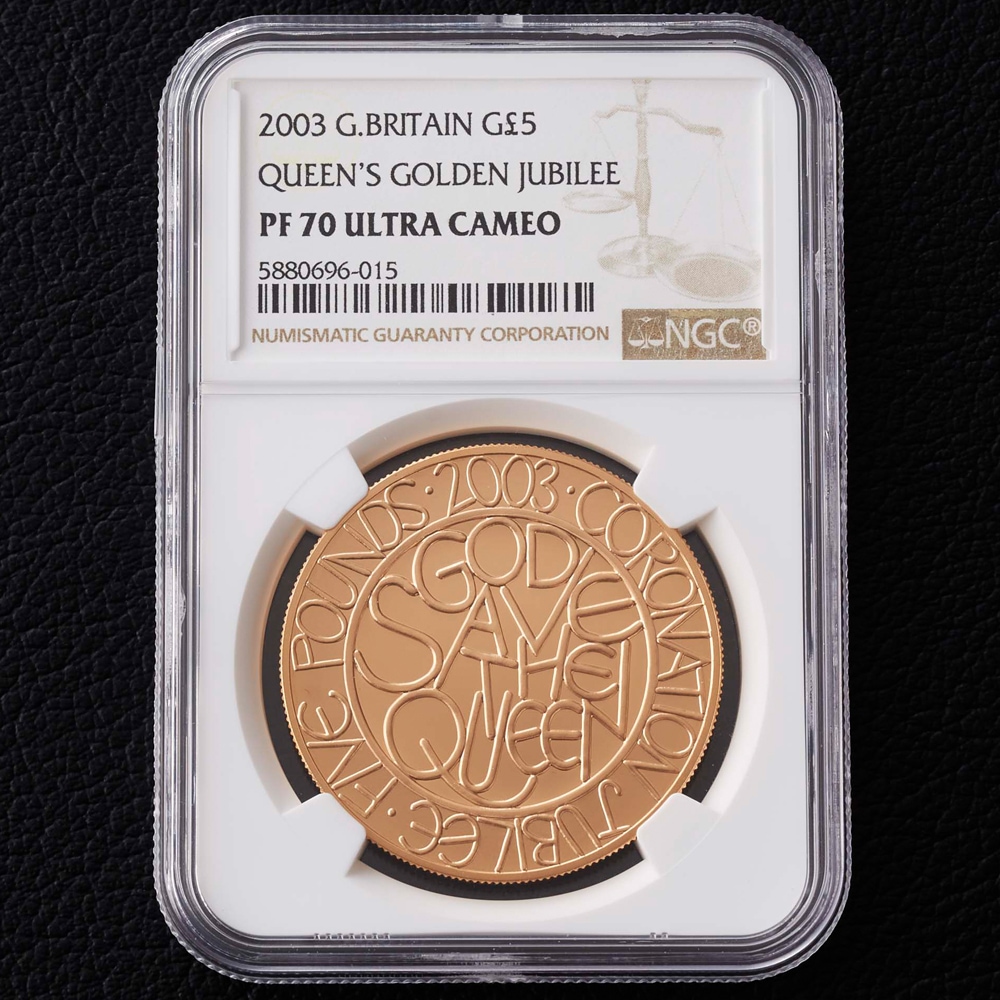 2003 G.BRITAIN G£5
QUEEN'S GOLDEN JUBILEE
PF 70 ULTRA CAMEO
5880696-015
NUMISMATIC GUARANTY CORPORATION
NGC®
· 2003 · CORONATION JUBILEE · FIVE POUNDS
GOD
SAVE
THE
QUEEN